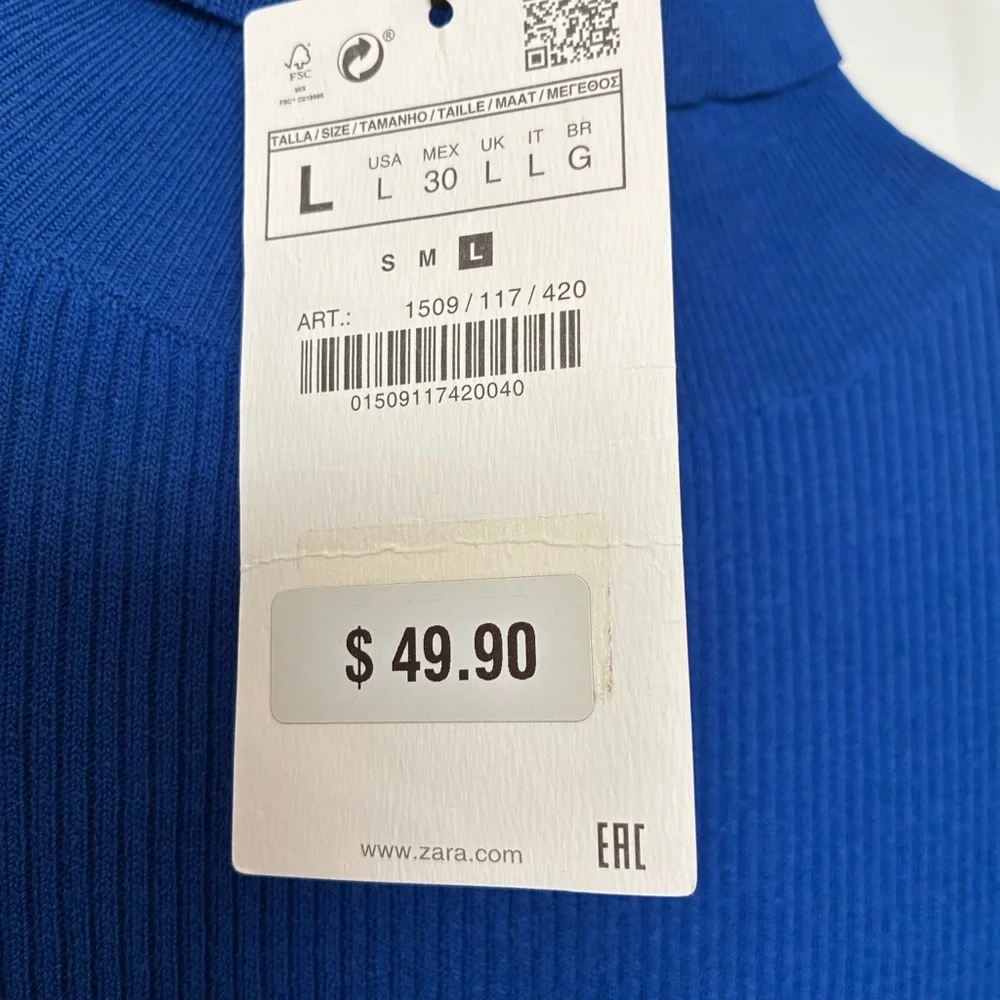 ®
FSC
MIX
TALLA / SIZE / TAMANHO / TAILLE / MAAT / ΜΕΓΕΘΟΣ
USA MEX UK IT BR
L L 30 L L G
S M L
ART.: 1509 / 117 / 420
01509117420040
$ 49.90
www.zara.com
EAC